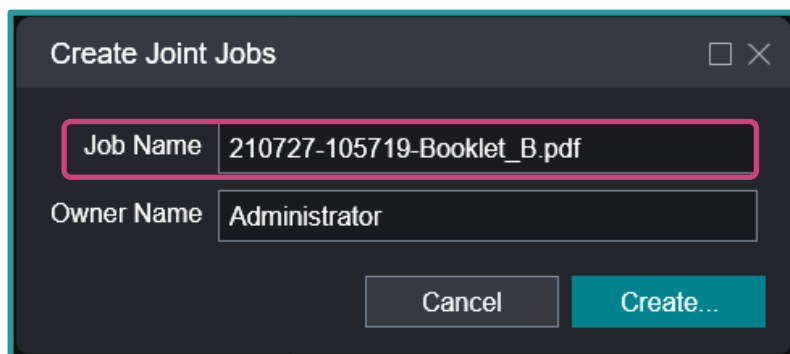 Create Joint Jobs
Job Name 210727-105719-Booklet_B.pdf
Owner Name Administrator
Cancel Create...